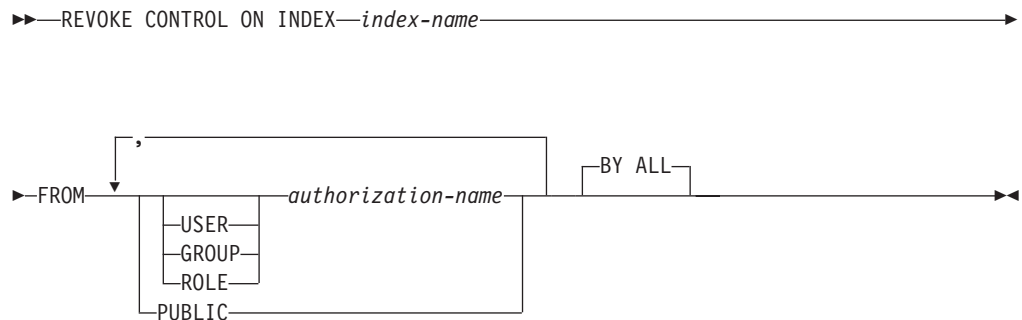 REVOKE CONTROL ON INDEX index-name
,
BY ALL
FROM authorization-name
USER
GROUP
ROLE
PUBLIC